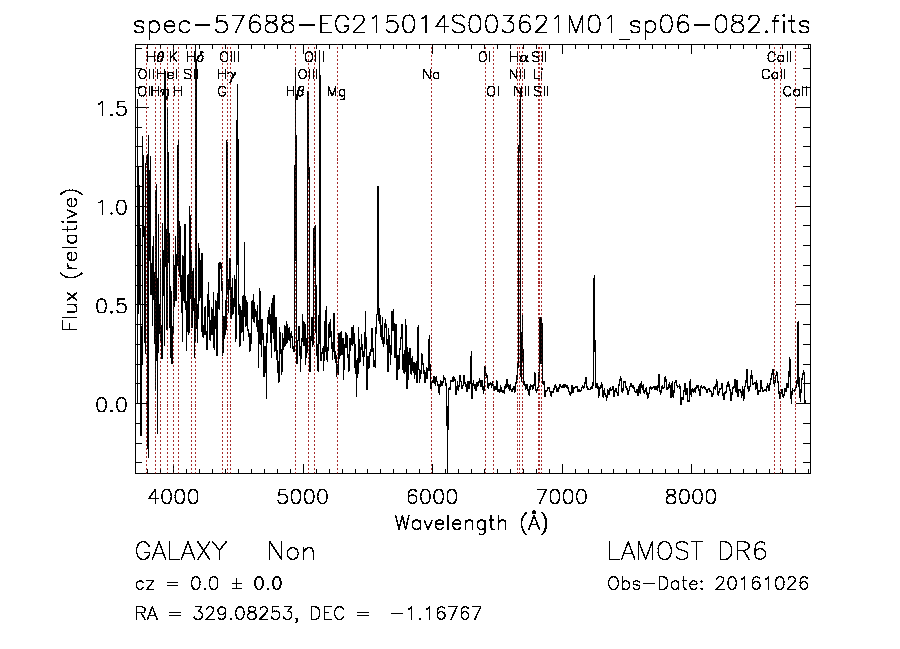 spec-57688-EG215014S003621M01_sp06-082.fits
Hθ K Hδ OIII Na OI Hα SII CaII
OII HeI SII Hγ OIII NII Li CaII
OII Hη H G Hβ Mg OI NII SII CaII
Flux (relative)
1.5
1.0
0.5
0.0
4000 5000 6000 7000 8000
Wavelength (Å)
GALAXY Non LAMOST DR6
cz = 0.0 ± 0.0 Obs-Date: 20161026
RA = 329.08253, DEC = -1.16767